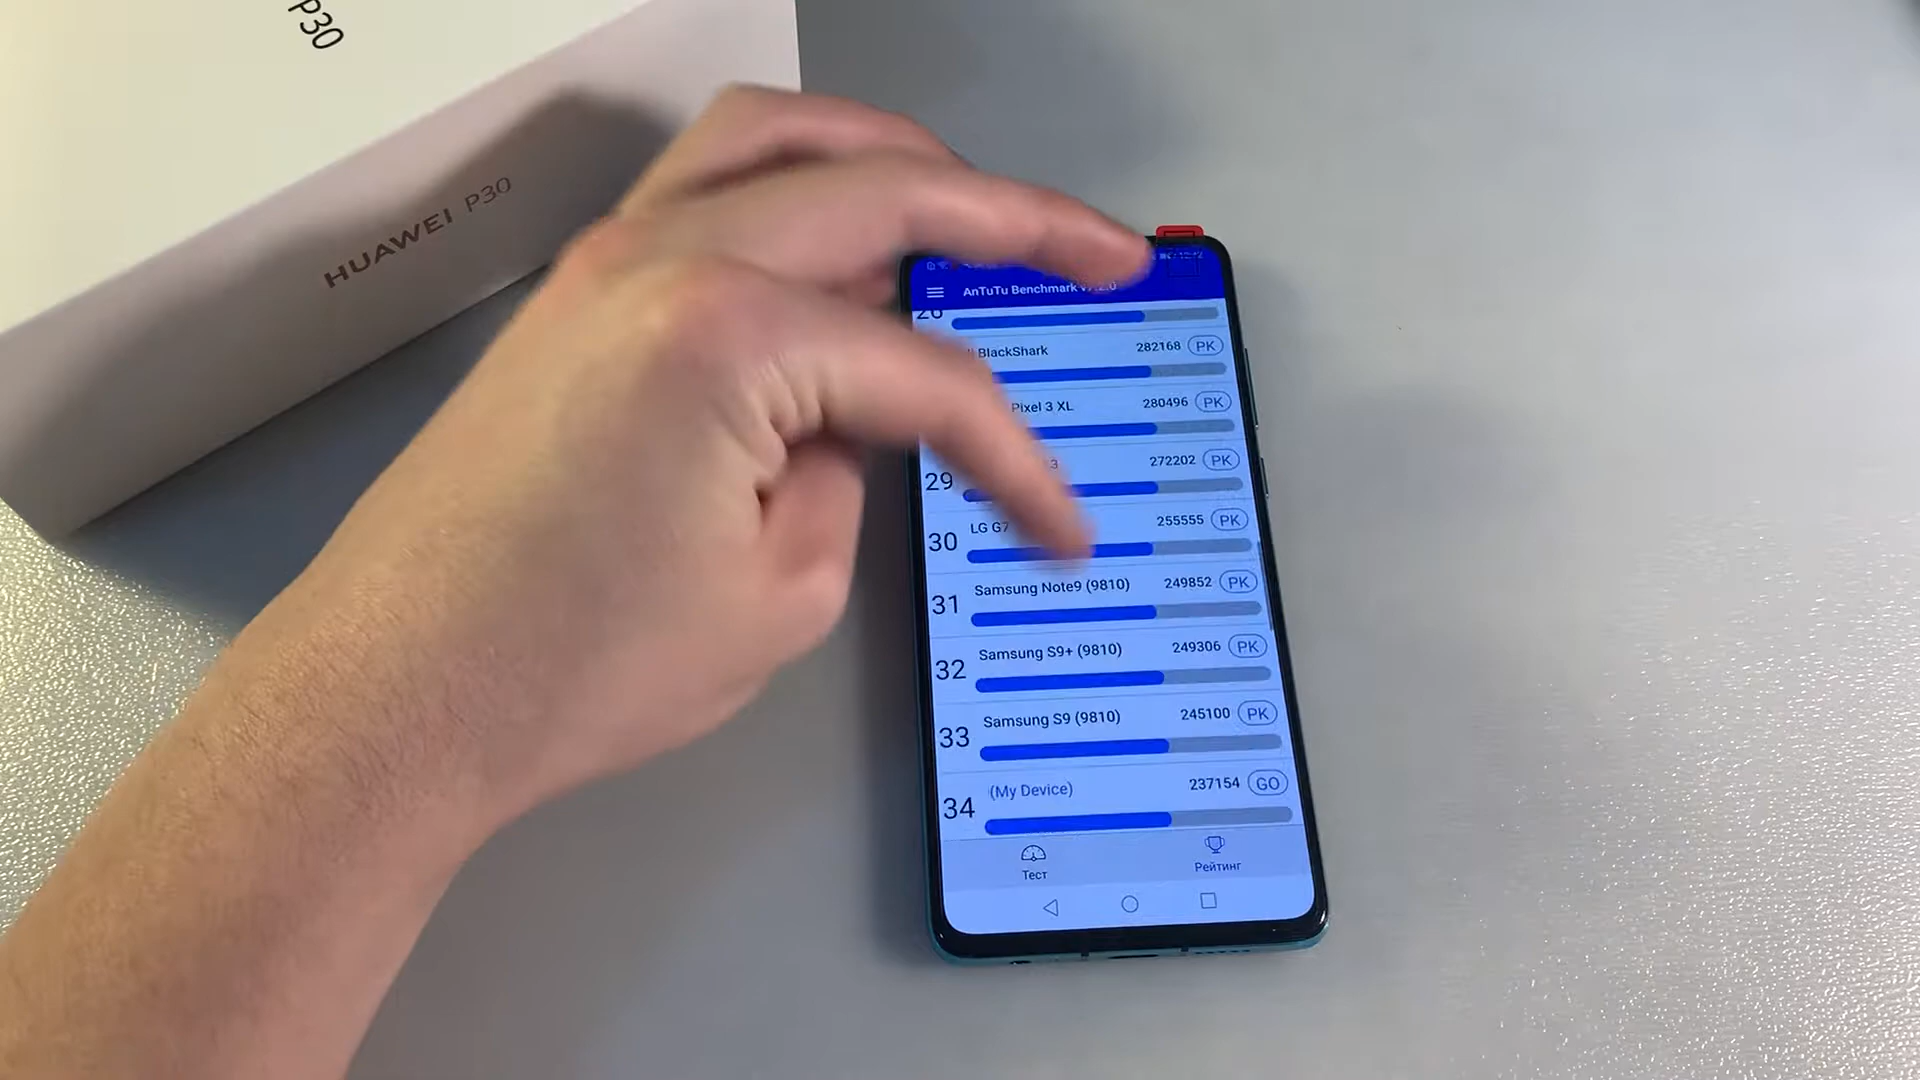 P30
HUAWEI P30
AnTuTu Benchmark
26
BlackShark 282168 PK
Pixel 3 XL 280496 PK
29 3 272202 PK
30 LG G7 255555 PK
31 Samsung Note9 (9810) 249852 PK
32 Samsung S9+ (9810) 249306 PK
33 Samsung S9 (9810) 245100 PK
34 (My Device) 237154 GO
Тест Рейтинг